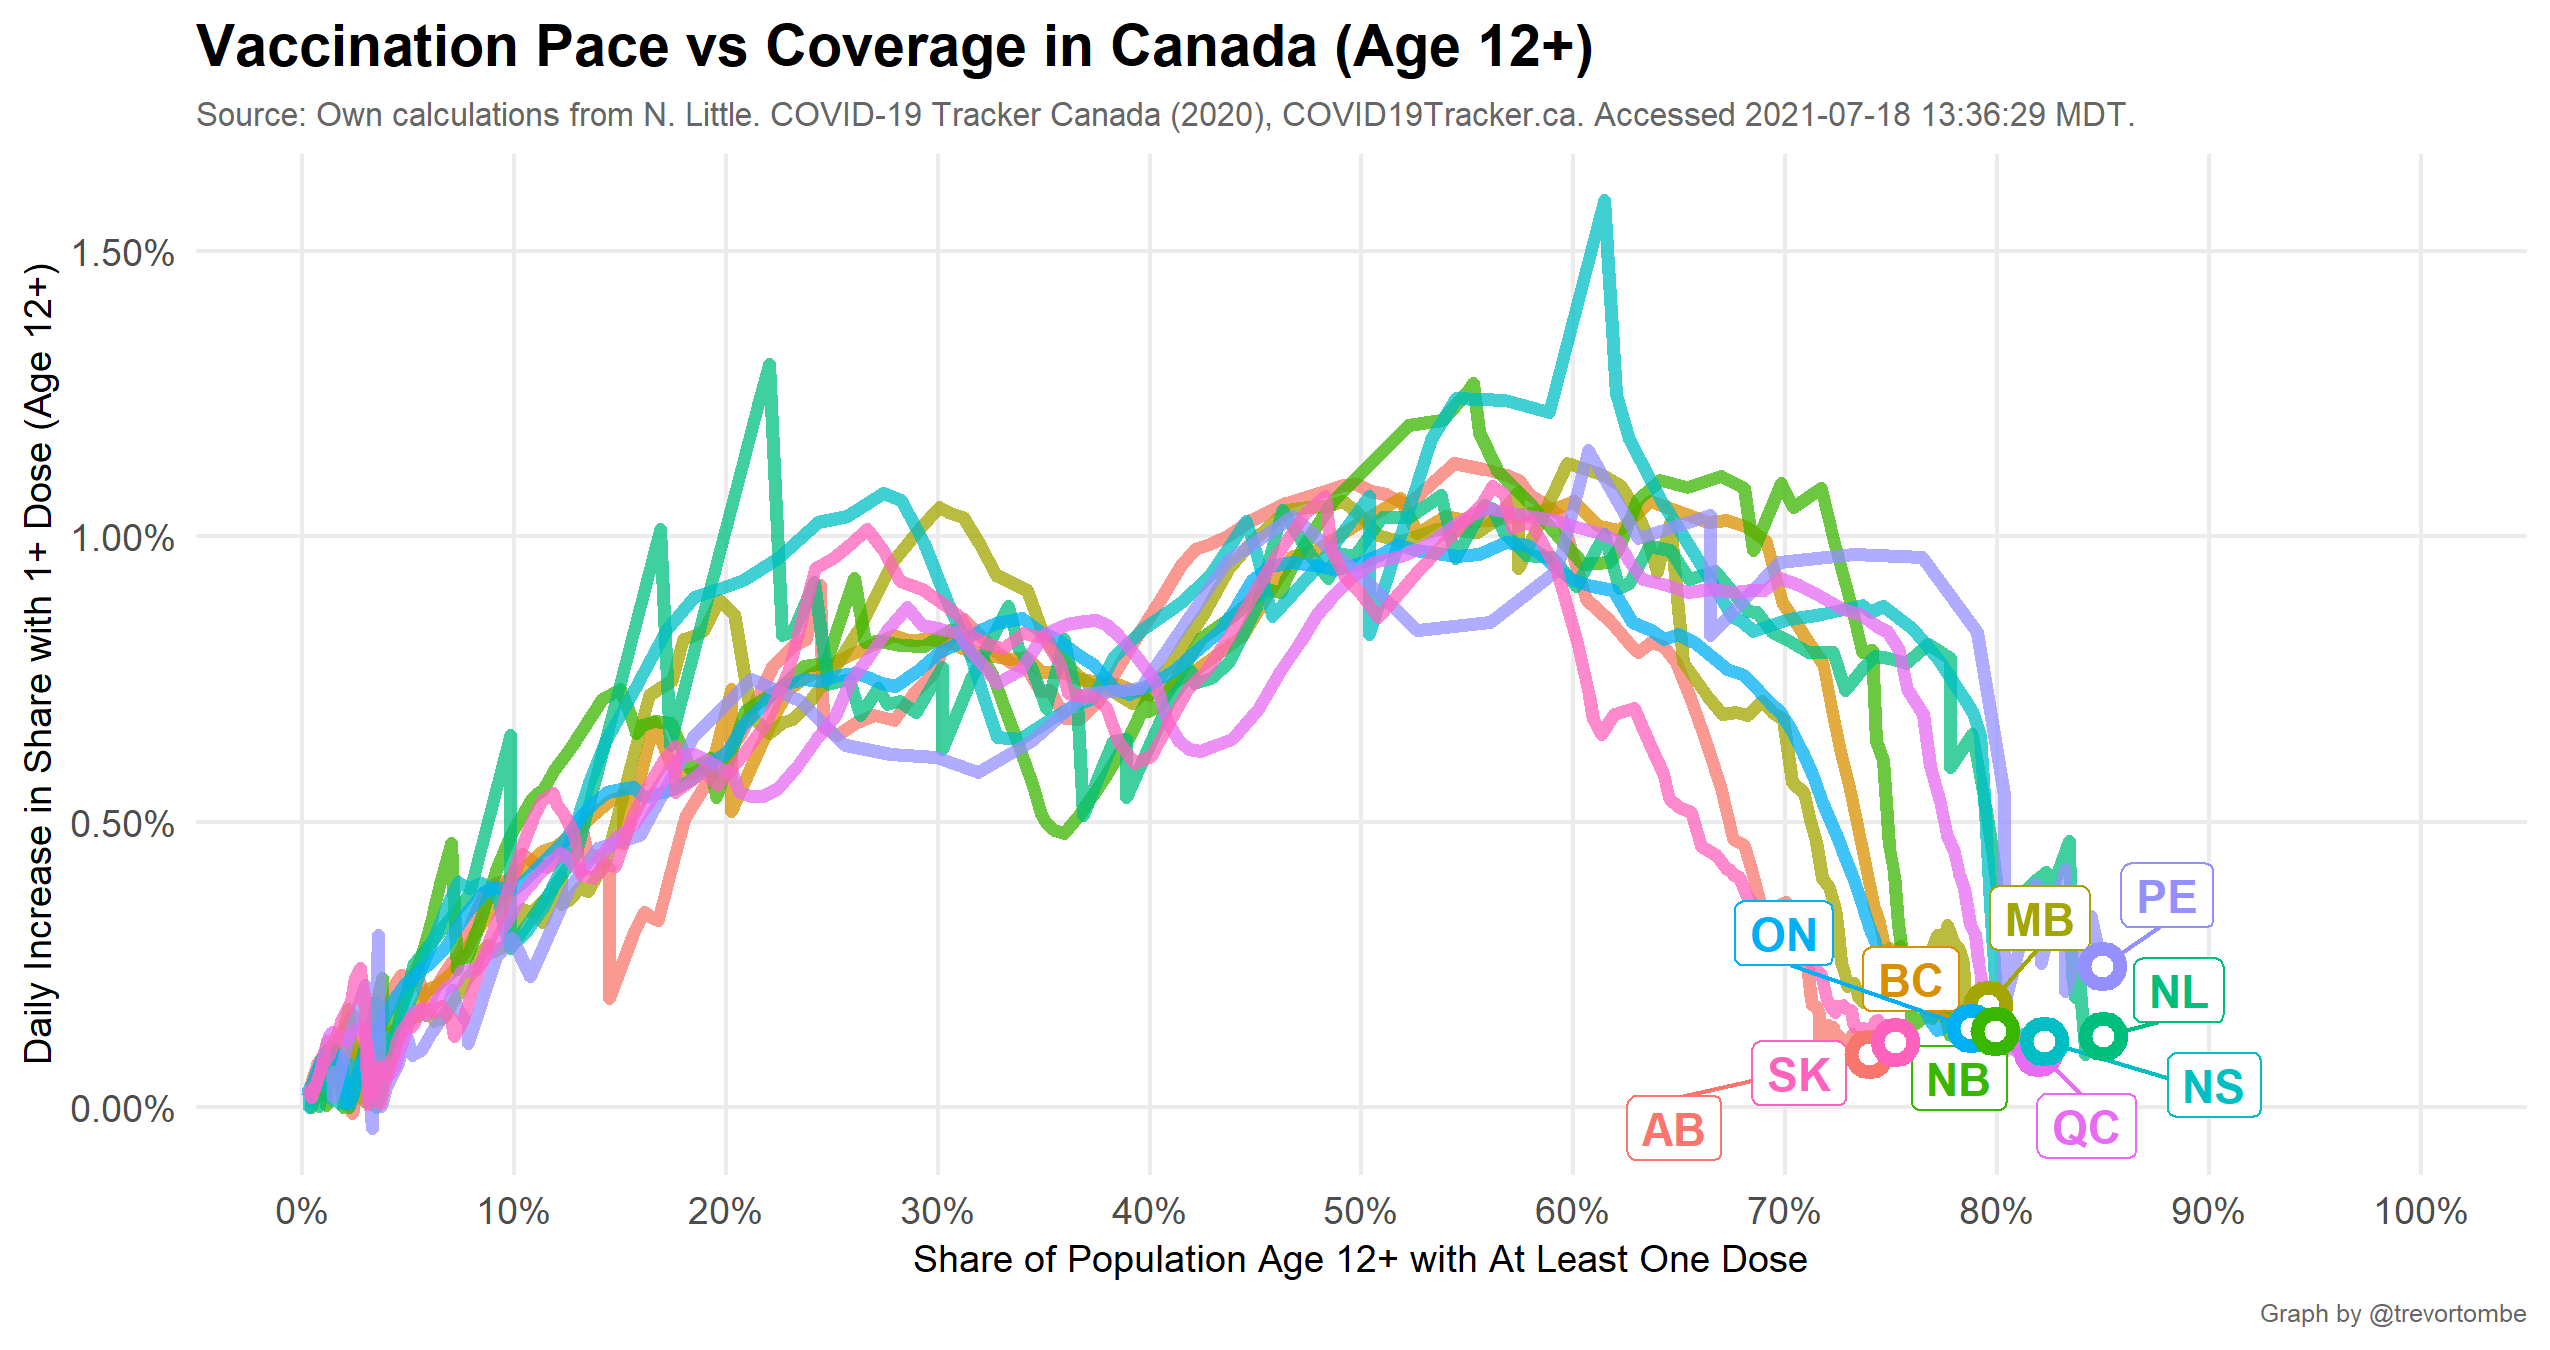 Vaccination Pace vs Coverage in Canada (Age 12+)
Source: Own calculations from N. Little. COVID-19 Tracker Canada (2020), COVID19Tracker.ca. Accessed 2021-07-18 13:36:29 MDT.
Daily Increase in Share with 1+ Dose (Age 12+)
1.50%
1.00%
0.50%
0.00%
PE
MB
ON
BC
NL
SK
NB
NS
AB
QC
0% 10% 20% 30% 40% 50% 60% 70% 80% 90% 100%
Share of Population Age 12+ with At Least One Dose
Graph by @trevortombe